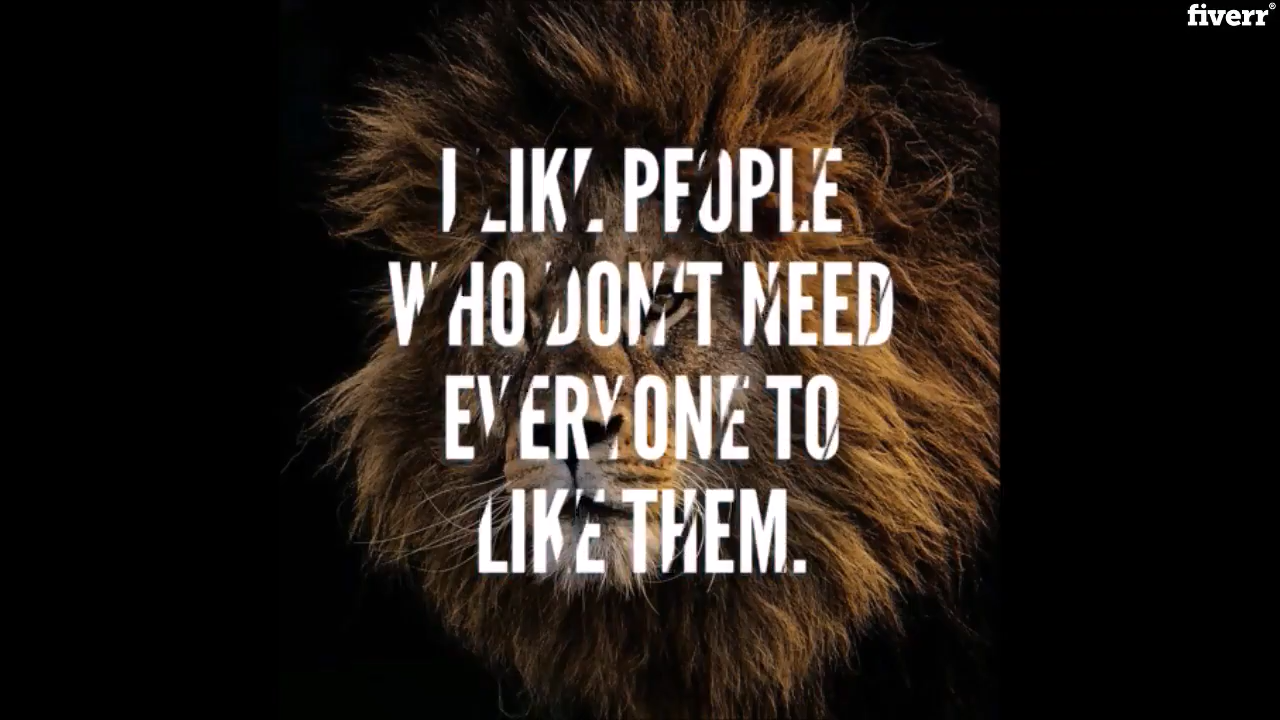 fiverr®
I LIKE PEOPLE
WHO DON'T NEED
EVERYONE TO
LIKE THEM.